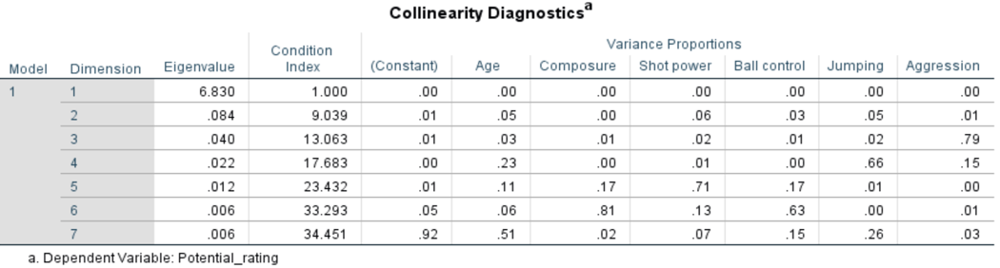 Collinearity Diagnosticsa
Variance Proportions
Model Dimension Eigenvalue Condition Index (Constant) Age Composure Shot power Ball control Jumping Aggression
1 1 6.830 1.000 .00 .00 .00 .00 .00 .00 .00
2 .084 9.039 .01 .05 .00 .06 .03 .05 .01
3 .040 13.063 .01 .03 .01 .02 .01 .02 .79
4 .022 17.683 .00 .23 .00 .01 .00 .66 .15
5 .012 23.432 .01 .11 .17 .71 .17 .01 .00
6 .006 33.293 .05 .06 .81 .13 .63 .00 .01
7 .006 34.451 .92 .51 .02 .07 .15 .26 .03
a. Dependent Variable: Potential_rating